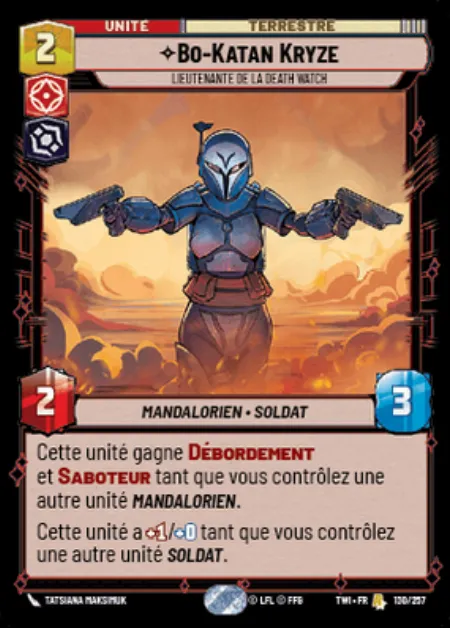 UNITÉ
TERRESTRE
2
✧BO-KATAN KRYZE
LIEUTENANTE DE LA DEATH WATCH
2
MANDALORIEN • SOLDAT
3
Cette unité gagne DÉBORDEMENT
et SABOTEUR tant que vous contrôlez une
autre unité MANDALORIEN.
Cette unité a +1/+0 tant que vous contrôlez
une autre unité SOLDAT.
TATSIANA MAKSIMUK
© LFL © FFG
TWI • FR
130/257